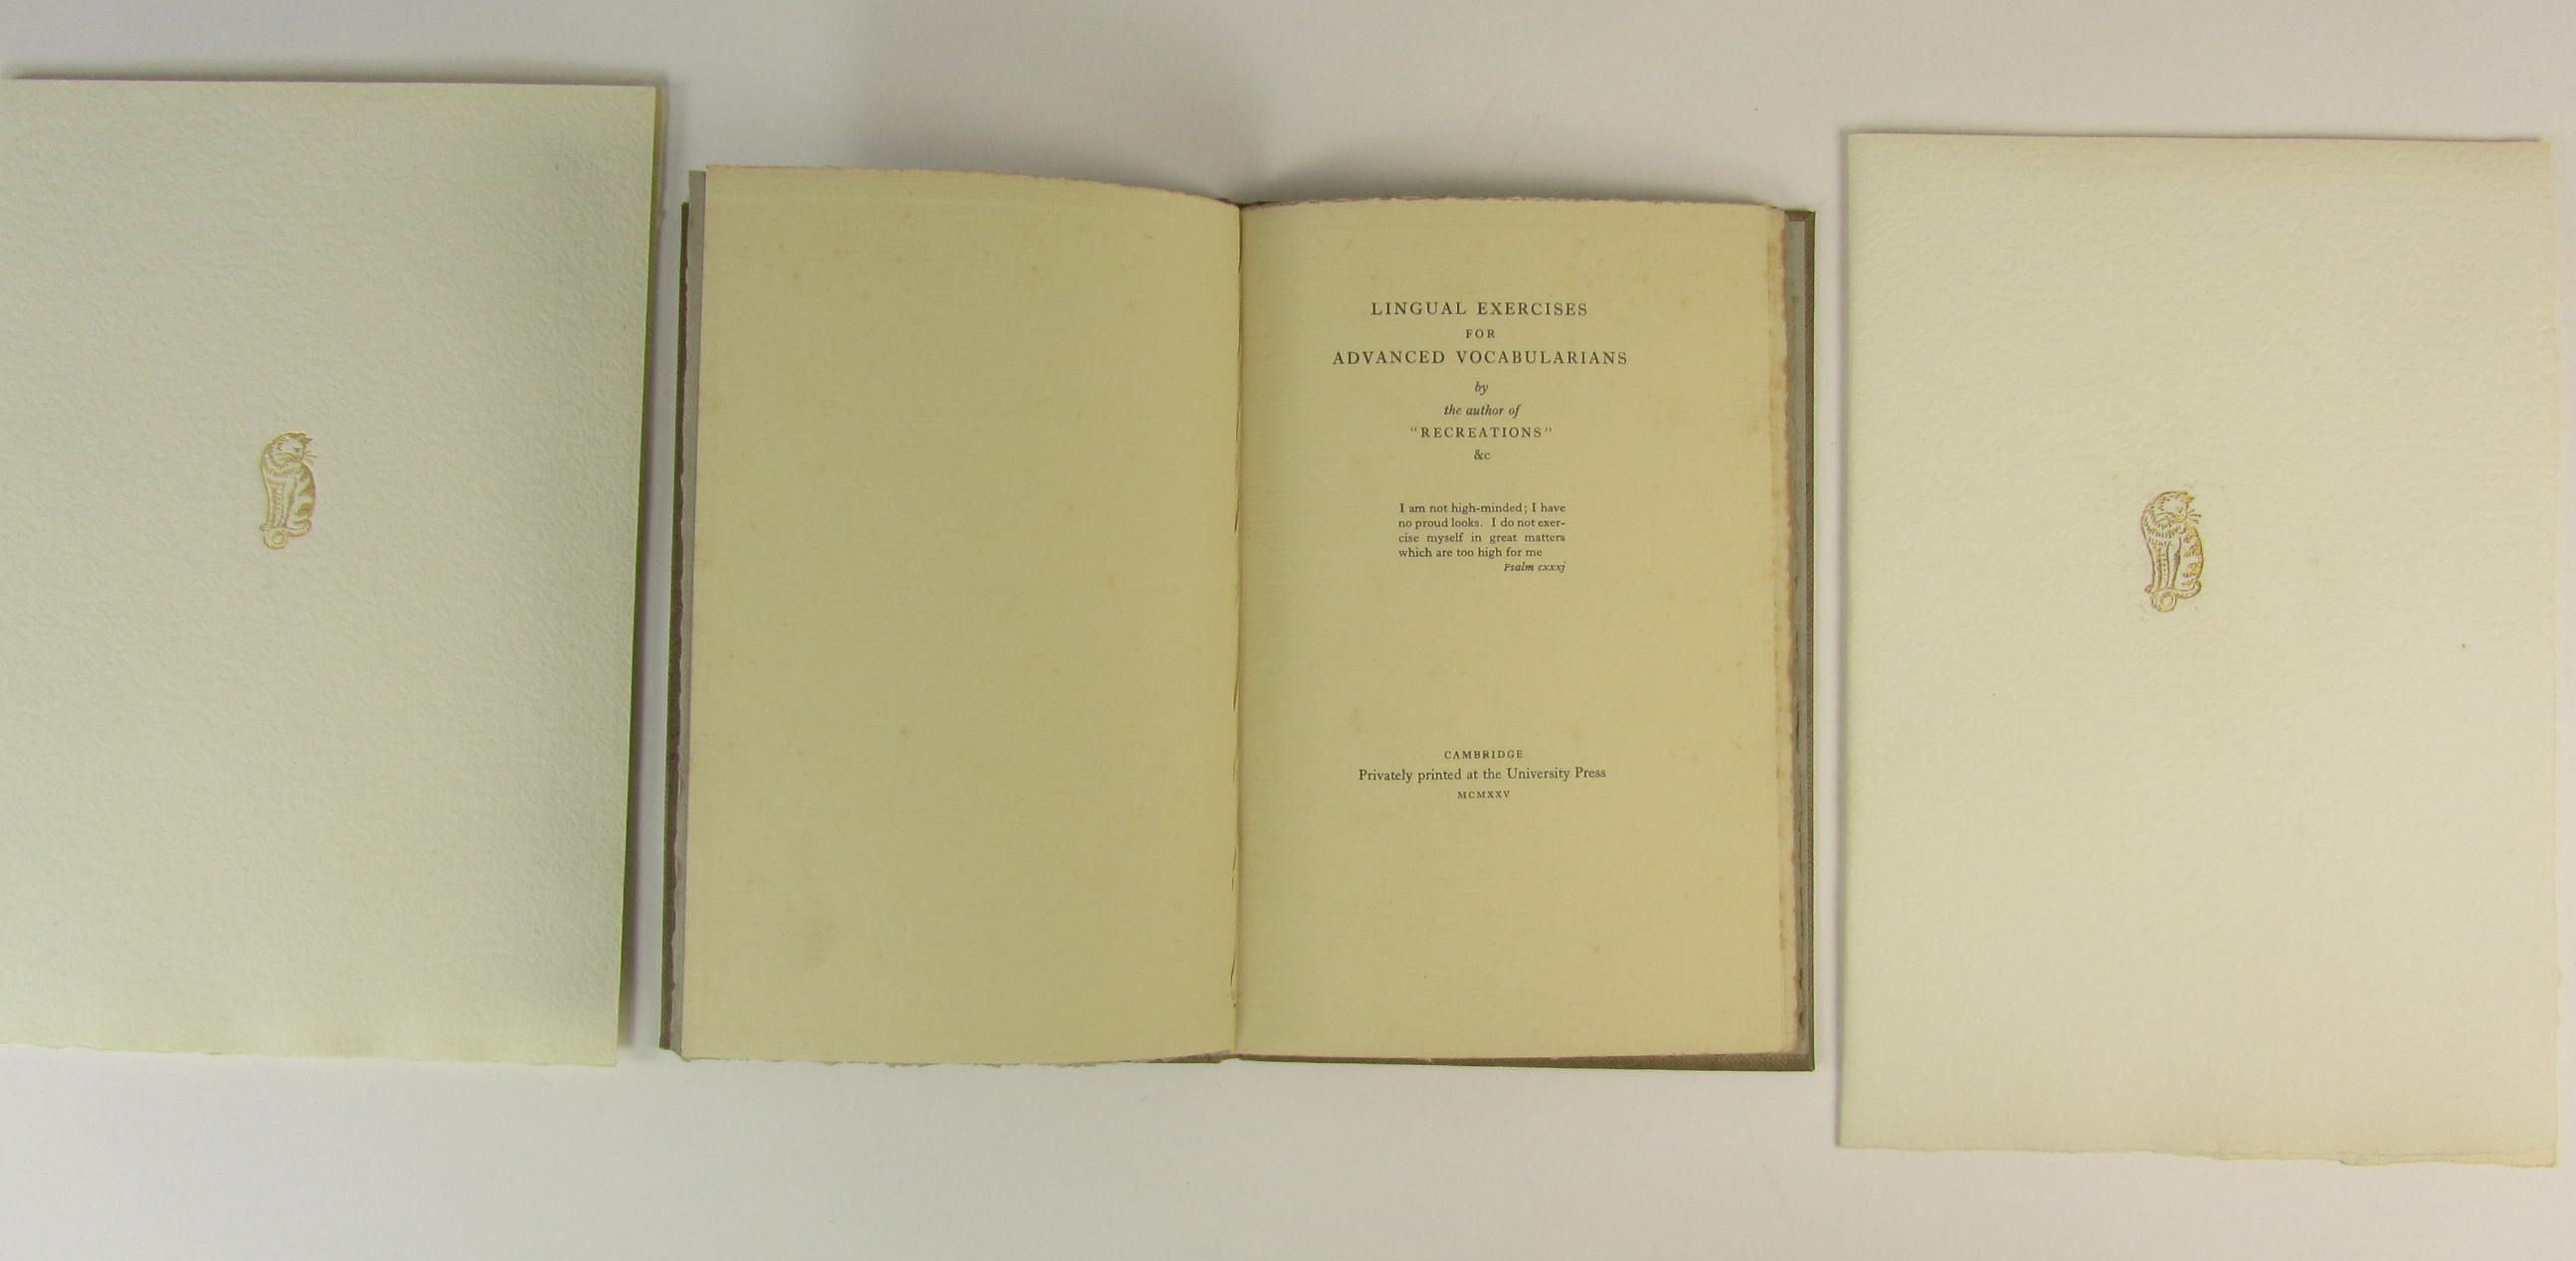 LINGUAL EXERCISES
FOR
ADVANCED VOCABULARIANS
by
the author of
"RECREATIONS"
&c
I am not high-minded; I have
no proud looks. I do not exer-
cise myself in great matters
which are too high for me
Psalm cxxxj
CAMBRIDGE
Privately printed at the University Press
MCMXXV